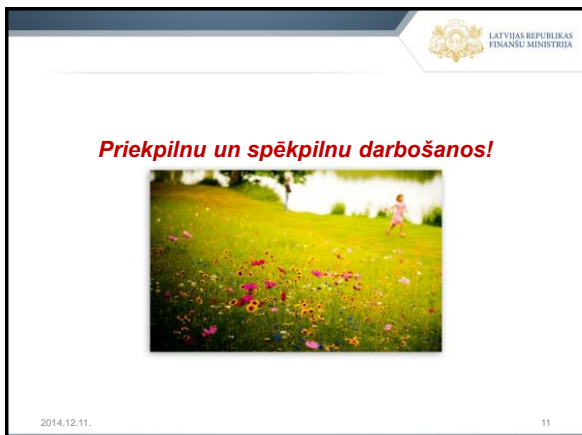 LATVIJAS REPUBLIKAS
FINANŠU MINISTRIJA
Priekpilnu un spēkpilnu darbošanos!
2014.12.11.
11